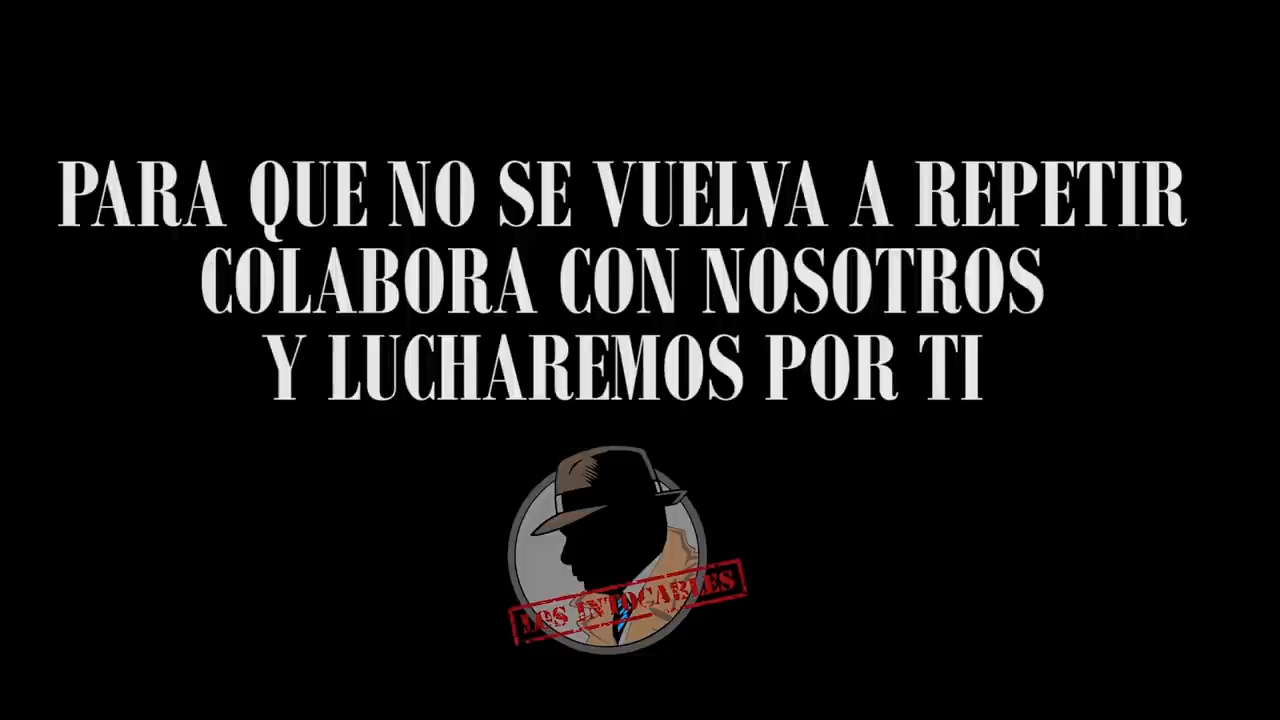 PARA QUE NO SE VUELVA A REPETIR
COLABORA CON NOSOTROS
Y LUCHAREMOS POR TI
LOS INTOCABLES